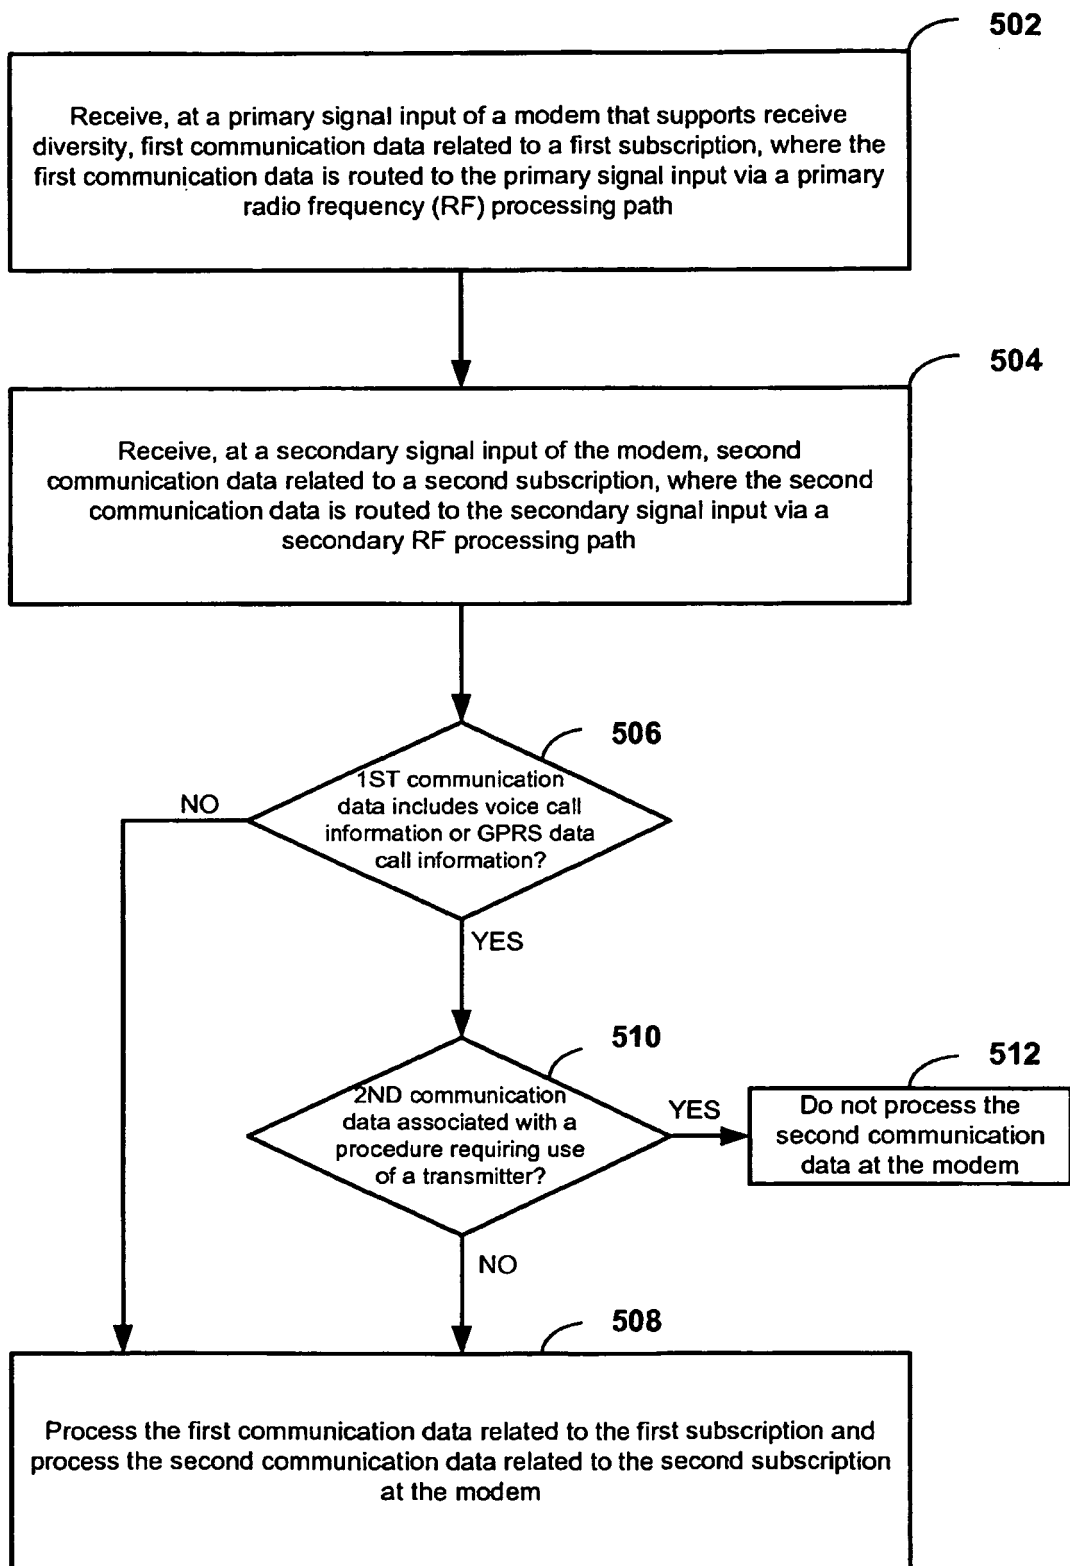 502
Receive, at a primary signal input of a modem that supports receive
diversity, first communication data related to a first subscription, where the
first communication data is routed to the primary signal input via a primary
radio frequency (RF) processing path
504
Receive, at a secondary signal input of the modem, second
communication data related to a second subscription, where the second
communication data is routed to the secondary signal input via a
secondary RF processing path
506
1ST communication
data includes voice call
information or GPRS data
call information?
NO
YES
510
2ND communication
data associated with a
procedure requiring use
of a transmitter?
YES
512
Do not process the
second communication
data at the modem
NO
508
Process the first communication data related to the first subscription and
process the second communication data related to the second subscription
at the modem